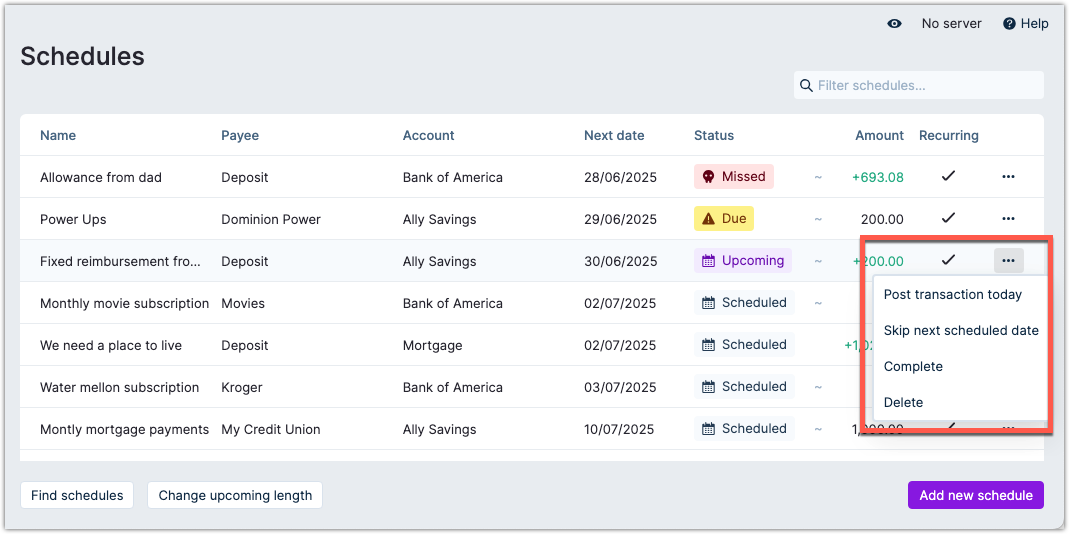 No server Help
Schedules
Filter schedules...
Name Payee Account Next date Status Amount Recurring
Allowance from dad Deposit Bank of America 28/06/2025 Missed ~ +693.08
Power Ups Dominion Power Ally Savings 29/06/2025 Due ~ 200.00
Fixed reimbursement fro... Deposit Ally Savings 30/06/2025 Upcoming ~ +200.00
Post transaction today
Skip next scheduled date
Complete
Delete
Monthly movie subscription Movies Bank of America 02/07/2025 Scheduled ~
We need a place to live Deposit Mortgage 02/07/2025 Scheduled ~
Water mellon subscription Kroger Bank of America 03/07/2025 Scheduled ~
Montly mortgage payments My Credit Union Ally Savings 10/07/2025 Scheduled ~
Find schedules Change upcoming length Add new schedule